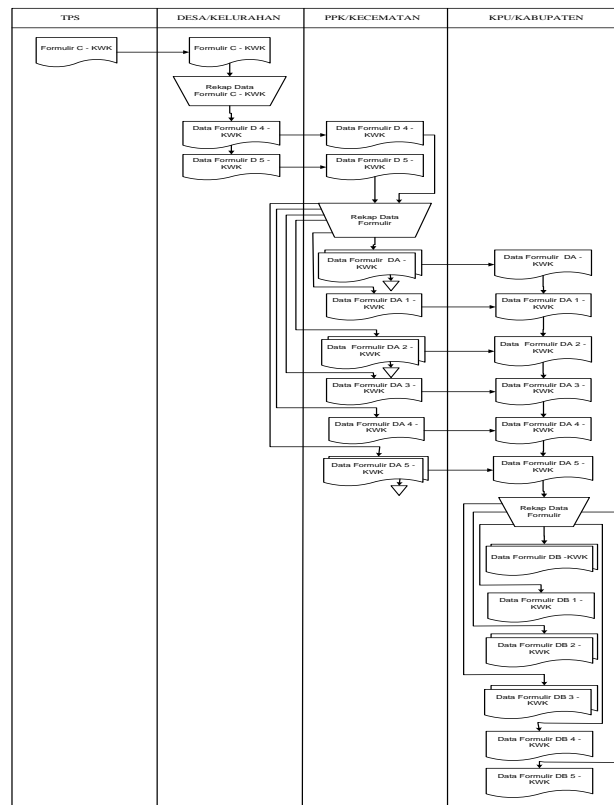 TPS
DESA/KELURAHAN
PPK/KECEMATAN
KPU/KABUPATEN
Formulir C - KWK
Formulir C - KWK
Rekap Data
Formulir C - KWK
Data Formulir D 4 -
KWK
Data Formulir D 4 -
KWK
Data Formulir D 5 -
KWK
Data Formulir D 5 -
KWK
Rekap Data
Formulir
Data Formulir DA -
KWK
Data Formulir DA -
KWK
Data Formulir DA 1 -
KWK
Data Formulir DA 1 -
KWK
Data Formulir DA 2 -
KWK
Data Formulir DA 2 -
KWK
Data Formulir DA 3 -
KWK
Data Formulir DA 3 -
KWK
Data Formulir DA 4 -
KWK
Data Formulir DA 4 -
KWK
Data Formulir DA 5 -
KWK
Data Formulir DA 5 -
KWK
Rekap Data
Formulir
Data Formulir DB -KWK
Data Formulir DB 1 -
KWK
Data Formulir DB 2 -
KWK
Data Formulir DB 3 -
KWK
Data Formulir DB 4 -
KWK
Data Formulir DB 5 -
KWK